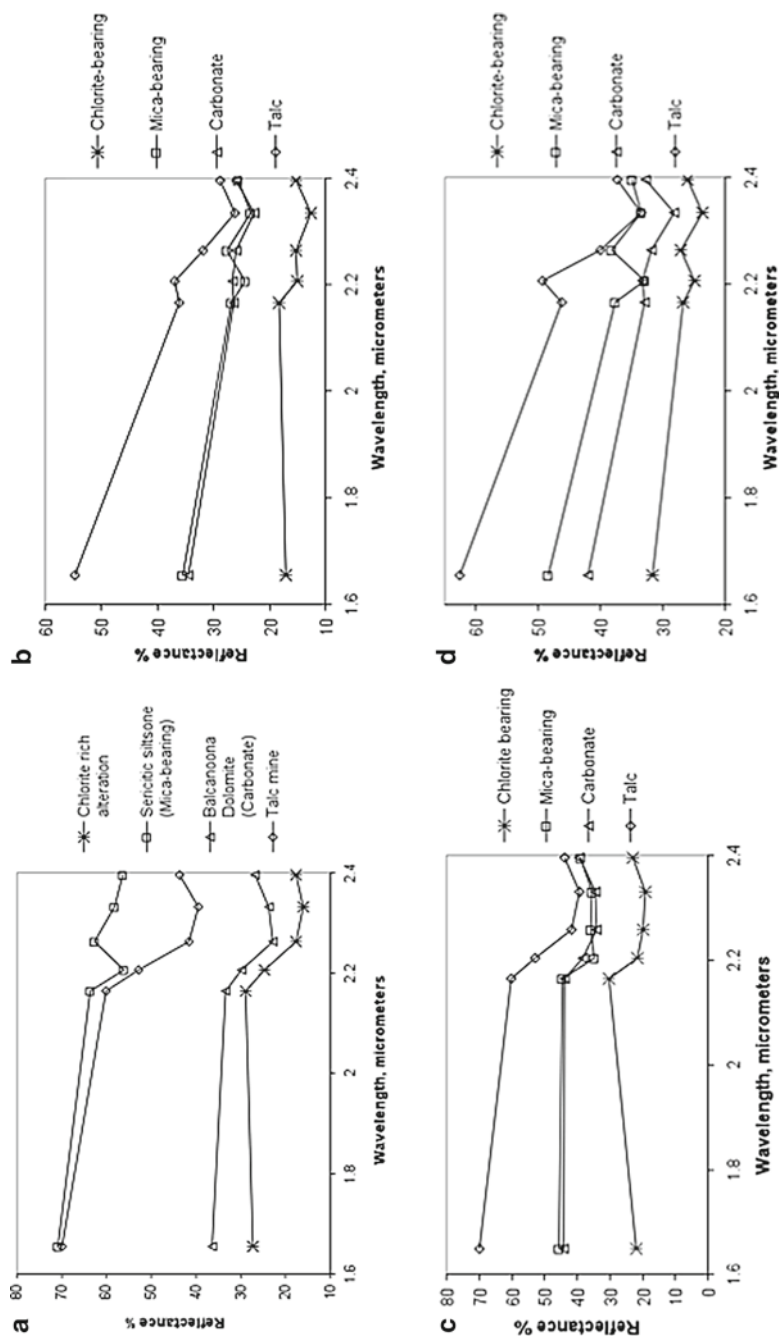 a
Reflectance %
70
60
50
40
30
20
10
1.6
1.8
2
2.2
2.4
Wavelength, micrometers
Chlorite rich
alteration
Sericitic siltsone
(Mica-bearing)
Balcanoona
Dolomite
(Carbonate)
Talc mine
b
Reflectance %
60
50
40
30
20
10
1.6
1.8
2
2.2
2.4
Wavelength, micrometers
Chlorite-bearing
Mica-bearing
Carbonate
Talc
c
Reflectance %
80
70
60
50
40
30
20
10
0
1.6
1.8
2
2.2
2.4
Wavelength, micrometers
Chlorite bearing
Mica-bearing
Carbonate
Talc
d
Reflectance %
60
50
40
30
20
1.6
1.8
2
2.2
2.4
Wavelength, micrometers
Chlorite-bearing
Mica-bearing
Carbonate
Talc